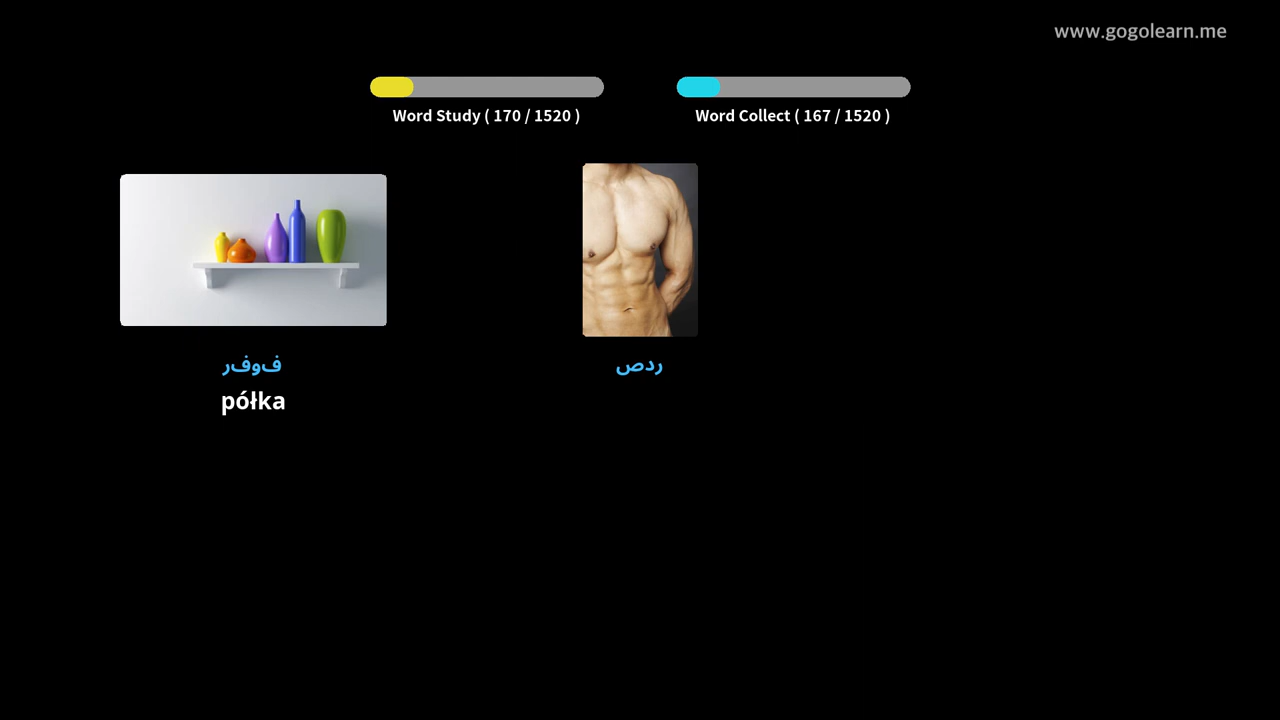 www.gogolearn.me
Word Study ( 170 / 1520 )
Word Collect ( 167 / 1520 )
فوفر
półka
ردص